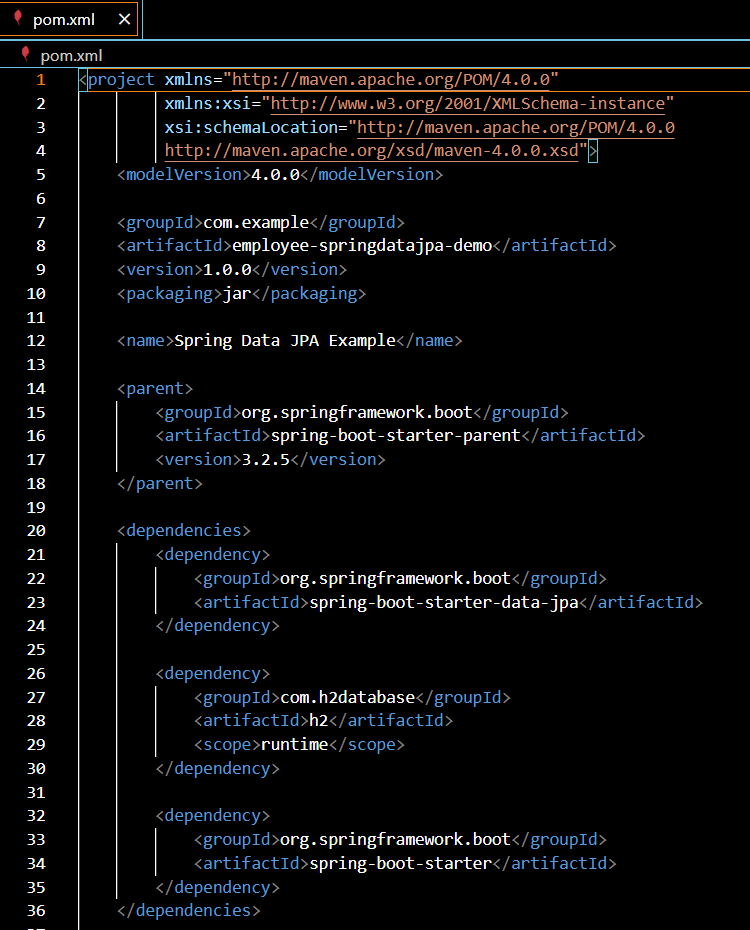 pom.xml ×
pom.xml
1 <project xmlns="http://maven.apache.org/POM/4.0.0"
2 xmlns:xsi="http://www.w3.org/2001/XMLSchema-instance"
3 xsi:schemaLocation="http://maven.apache.org/POM/4.0.0
4 http://maven.apache.org/xsd/maven-4.0.0.xsd">
5 <modelVersion>4.0.0</modelVersion>
6
7 <groupId>com.example</groupId>
8 <artifactId>employee-springdatajpa-demo</artifactId>
9 <version>1.0.0</version>
10 <packaging>jar</packaging>
11
12 <name>Spring Data JPA Example</name>
13
14 <parent>
15 <groupId>org.springframework.boot</groupId>
16 <artifactId>spring-boot-starter-parent</artifactId>
17 <version>3.2.5</version>
18 </parent>
19
20 <dependencies>
21 <dependency>
22 <groupId>org.springframework.boot</groupId>
23 <artifactId>spring-boot-starter-data-jpa</artifactId>
24 </dependency>
25
26 <dependency>
27 <groupId>com.h2database</groupId>
28 <artifactId>h2</artifactId>
29 <scope>runtime</scope>
30 </dependency>
31
32 <dependency>
33 <groupId>org.springframework.boot</groupId>
34 <artifactId>spring-boot-starter</artifactId>
35 </dependency>
36 </dependencies>